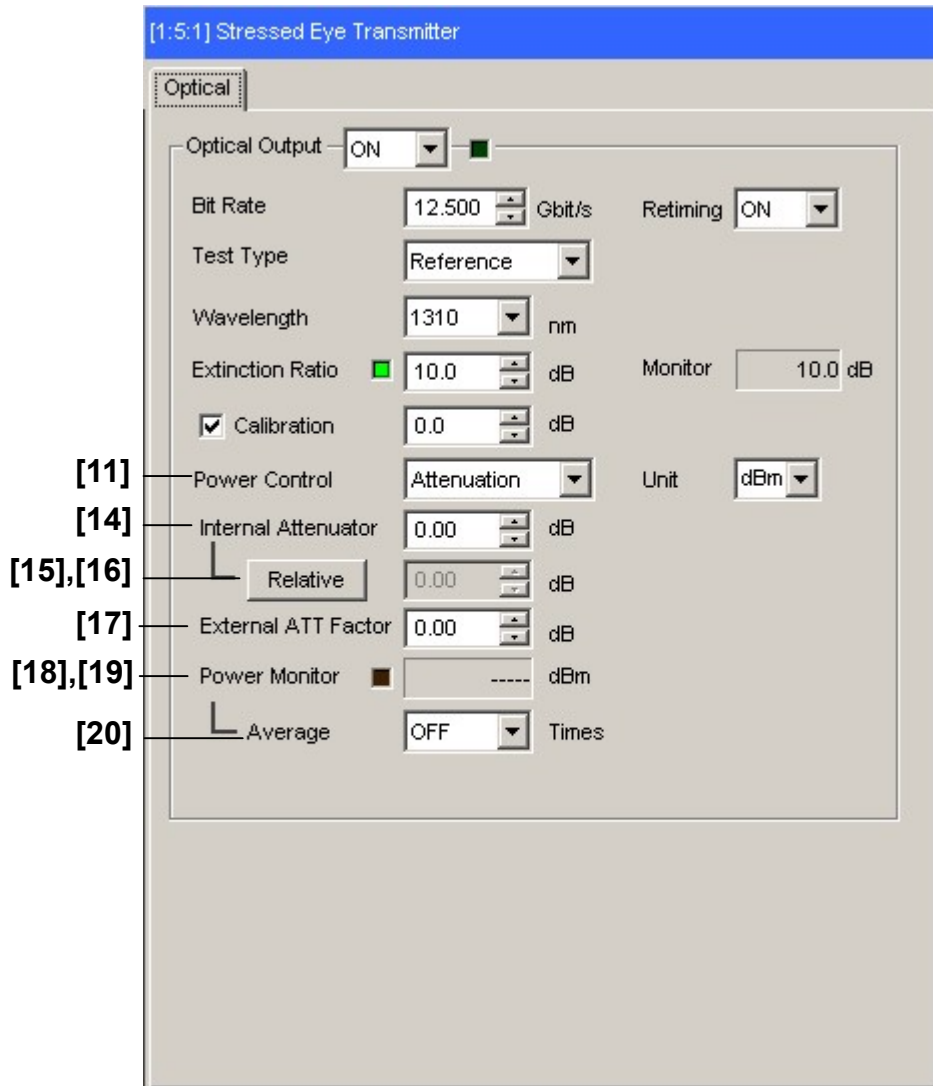 [1:5:1] Stressed Eye Transmitter
Optical
Optical Output ON
Bit Rate 12.500 Gbit/s Retiming ON
Test Type Reference
Wavelength 1310 nm
Extinction Ratio 10.0 dB Monitor 10.0 dB
Calibration 0.0 dB
[11] Power Control Attenuation Unit dBm
[14] Internal Attenuator 0.00 dB
[15],[16] Relative 0.00 dB
[17] External ATT Factor 0.00 dB
[18],[19] Power Monitor ----- dBm
[20] Average OFF Times